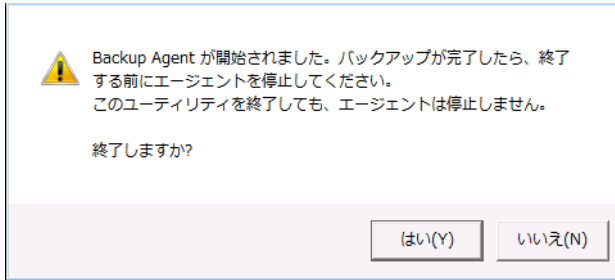 Backup Agent が開始されました。バックアップが完了したら、終了
する前にエージェントを停止してください。
このユーティリティを終了しても、エージェントは停止しません。
終了しますか?
はい(Y)
いいえ(N)